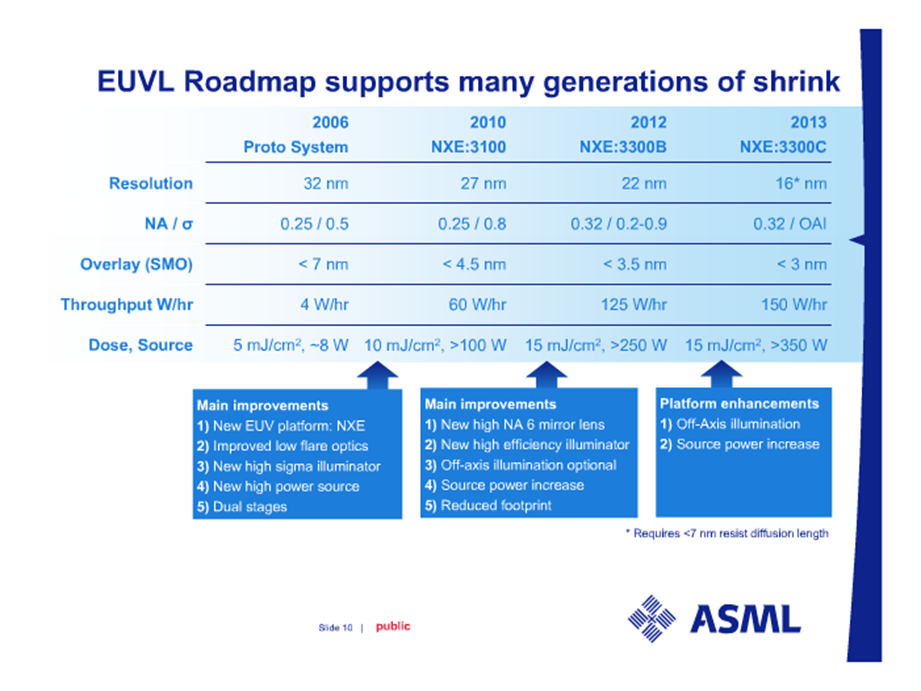 EUVL Roadmap supports many generations of shrink
2006 2010 2012 2013
Proto System NXE:3100 NXE:3300B NXE:3300C
Resolution 32 nm 27 nm 22 nm 16* nm
NA / σ 0.25 / 0.5 0.25 / 0.8 0.32 / 0.2-0.9 0.32 / OAI
Overlay (SMO) < 7 nm < 4.5 nm < 3.5 nm < 3 nm
Throughput W/hr 4 W/hr 60 W/hr 125 W/hr 150 W/hr
Dose, Source 5 mJ/cm², ~8 W 10 mJ/cm², >100 W 15 mJ/cm², >250 W 15 mJ/cm², >350 W
Main improvements
1) New EUV platform: NXE
2) Improved low flare optics
3) New high sigma illuminator
4) New high power source
5) Dual stages
Main improvements
1) New high NA 6 mirror lens
2) New high efficiency illuminator
3) Off-axis illumination optional
4) Source power increase
5) Reduced footprint
Platform enhancements
1) Off-Axis illumination
2) Source power increase
* Requires <7 nm resist diffusion length
Slide 10 | public
ASML